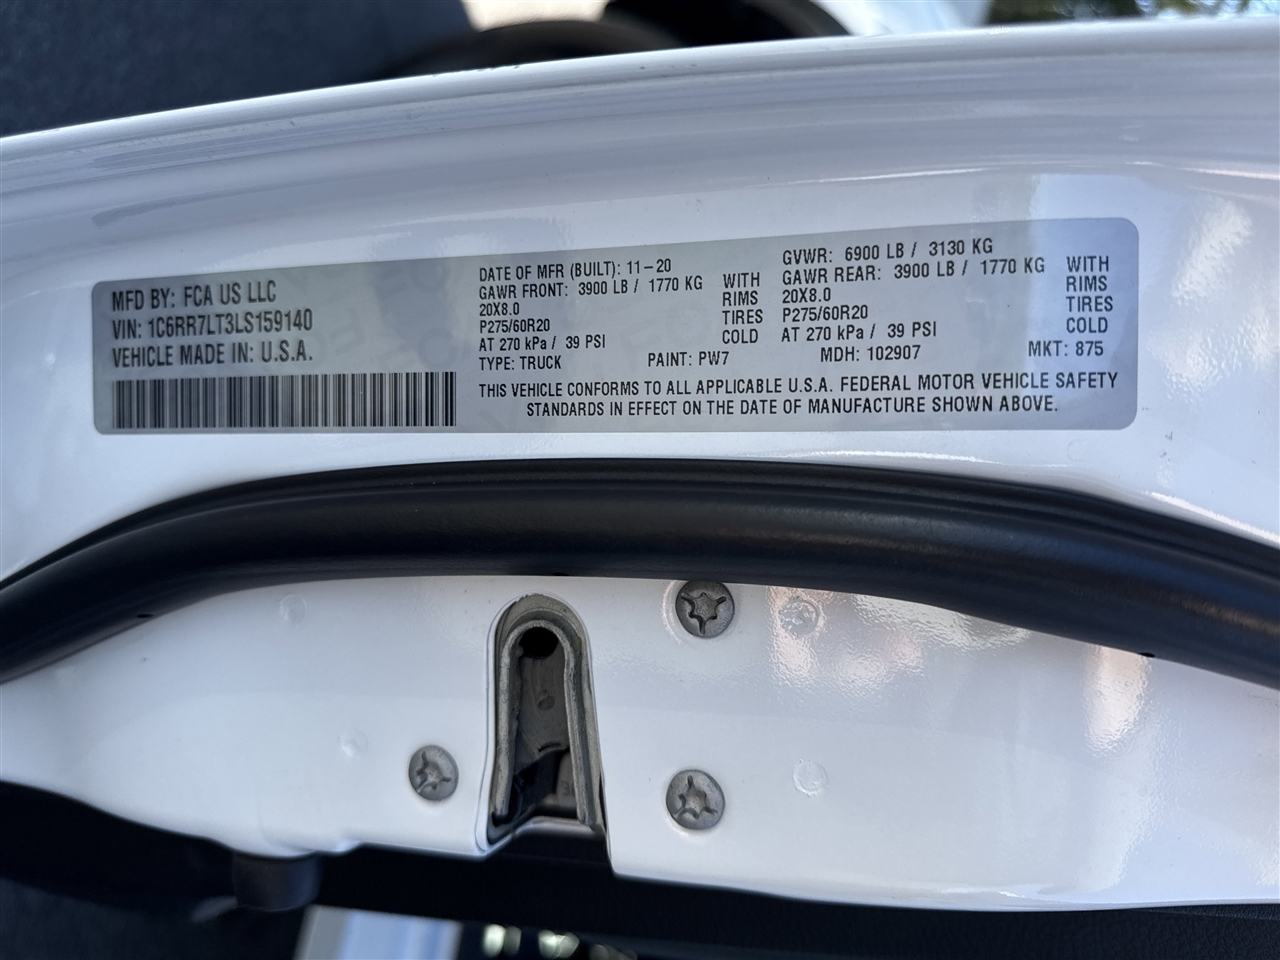 MFD BY: FCA US LLC
VIN: 1C6RR7LT3LS159140
VEHICLE MADE IN: U.S.A.
DATE OF MFR (BUILT): 11-20
GAWR FRONT: 3900 LB / 1770 KG WITH
20X8.0 RIMS
P275/60R20 TIRES
AT 270 kPa / 39 PSI COLD
GVWR: 6900 LB / 3130 KG
GAWR REAR: 3900 LB / 1770 KG WITH
20X8.0 RIMS
P275/60R20 TIRES
AT 270 kPa / 39 PSI COLD
TYPE: TRUCK PAINT: PW7 MDH: 102907 MKT: 875
THIS VEHICLE CONFORMS TO ALL APPLICABLE U.S.A. FEDERAL MOTOR VEHICLE SAFETY
STANDARDS IN EFFECT ON THE DATE OF MANUFACTURE SHOWN ABOVE.